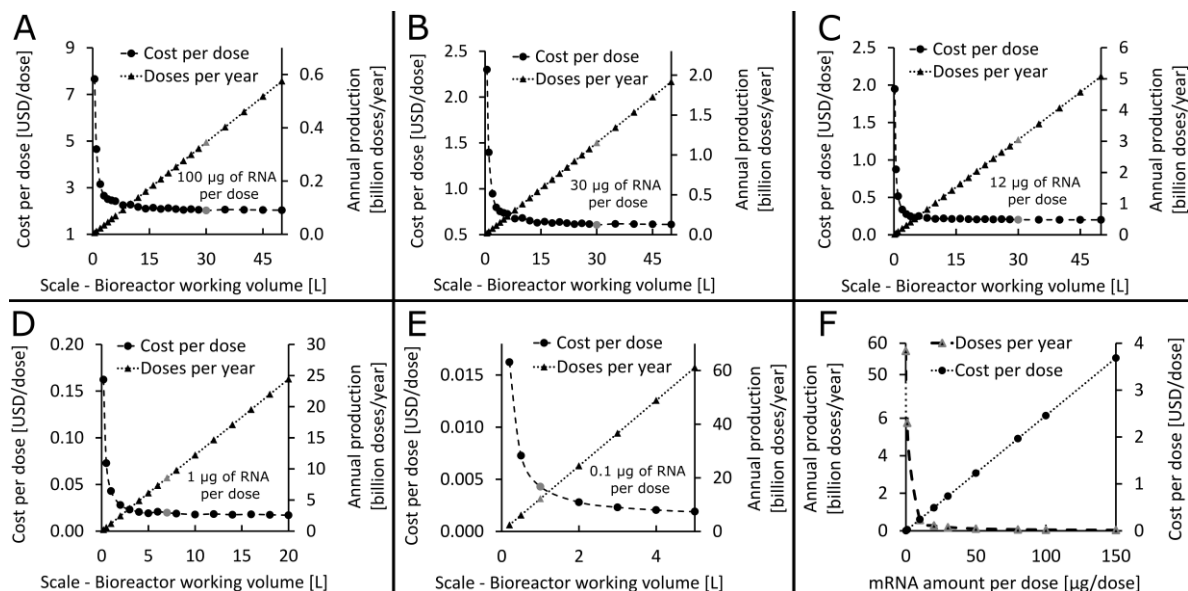 A
Cost per dose [USD/dose]
9
8
7
6
5
4
3
2
1
Cost per dose
Doses per year
100 µg of RNA
per dose
0.6
0.4
0.2
0.0
Annual production
[billion doses/year]
0 15 30 45
Scale - Bioreactor working volume [L]
B
Cost per dose [USD/dose]
2.5
2.0
1.5
1.0
0.5
Cost per dose
Doses per year
30 µg of RNA
per dose
2.0
1.5
1.0
0.5
0.0
Annual production
[billion doses/year]
0 15 30 45
Scale - Bioreactor working volume [L]
C
Cost per dose [USD/dose]
2.5
2.0
1.5
1.0
0.5
0.0
Cost per dose
Doses per year
12 µg of RNA
per dose
6
5
4
3
2
1
0
Annual production
[billion doses/year]
0 15 30 45
Scale - Bioreactor working volume [L]
D
Cost per dose [USD/dose]
0.20
0.15
0.10
0.05
0.00
Cost per dose
Doses per year
1 µg of RNA
per dose
30
25
20
15
10
5
0
Annual production
[billion doses/year]
0 5 10 15 20
Scale - Bioreactor working volume [L]
E
Cost per dose [USD/dose]
0.015
0.010
0.005
0.000
Cost per dose
Doses per year
0.1 µg of RNA
per dose
60
40
20
0
Annual production
[billion doses/year]
0 2 4
Scale - Bioreactor working volume [L]
F
Annual production
[billion doses/year]
60
50
6
4
2
0
Doses per year
Cost per dose
4
3
2
1
0
Cost per dose [USD/dose]
0 50 100 150
mRNA amount per dose [µg/dose]